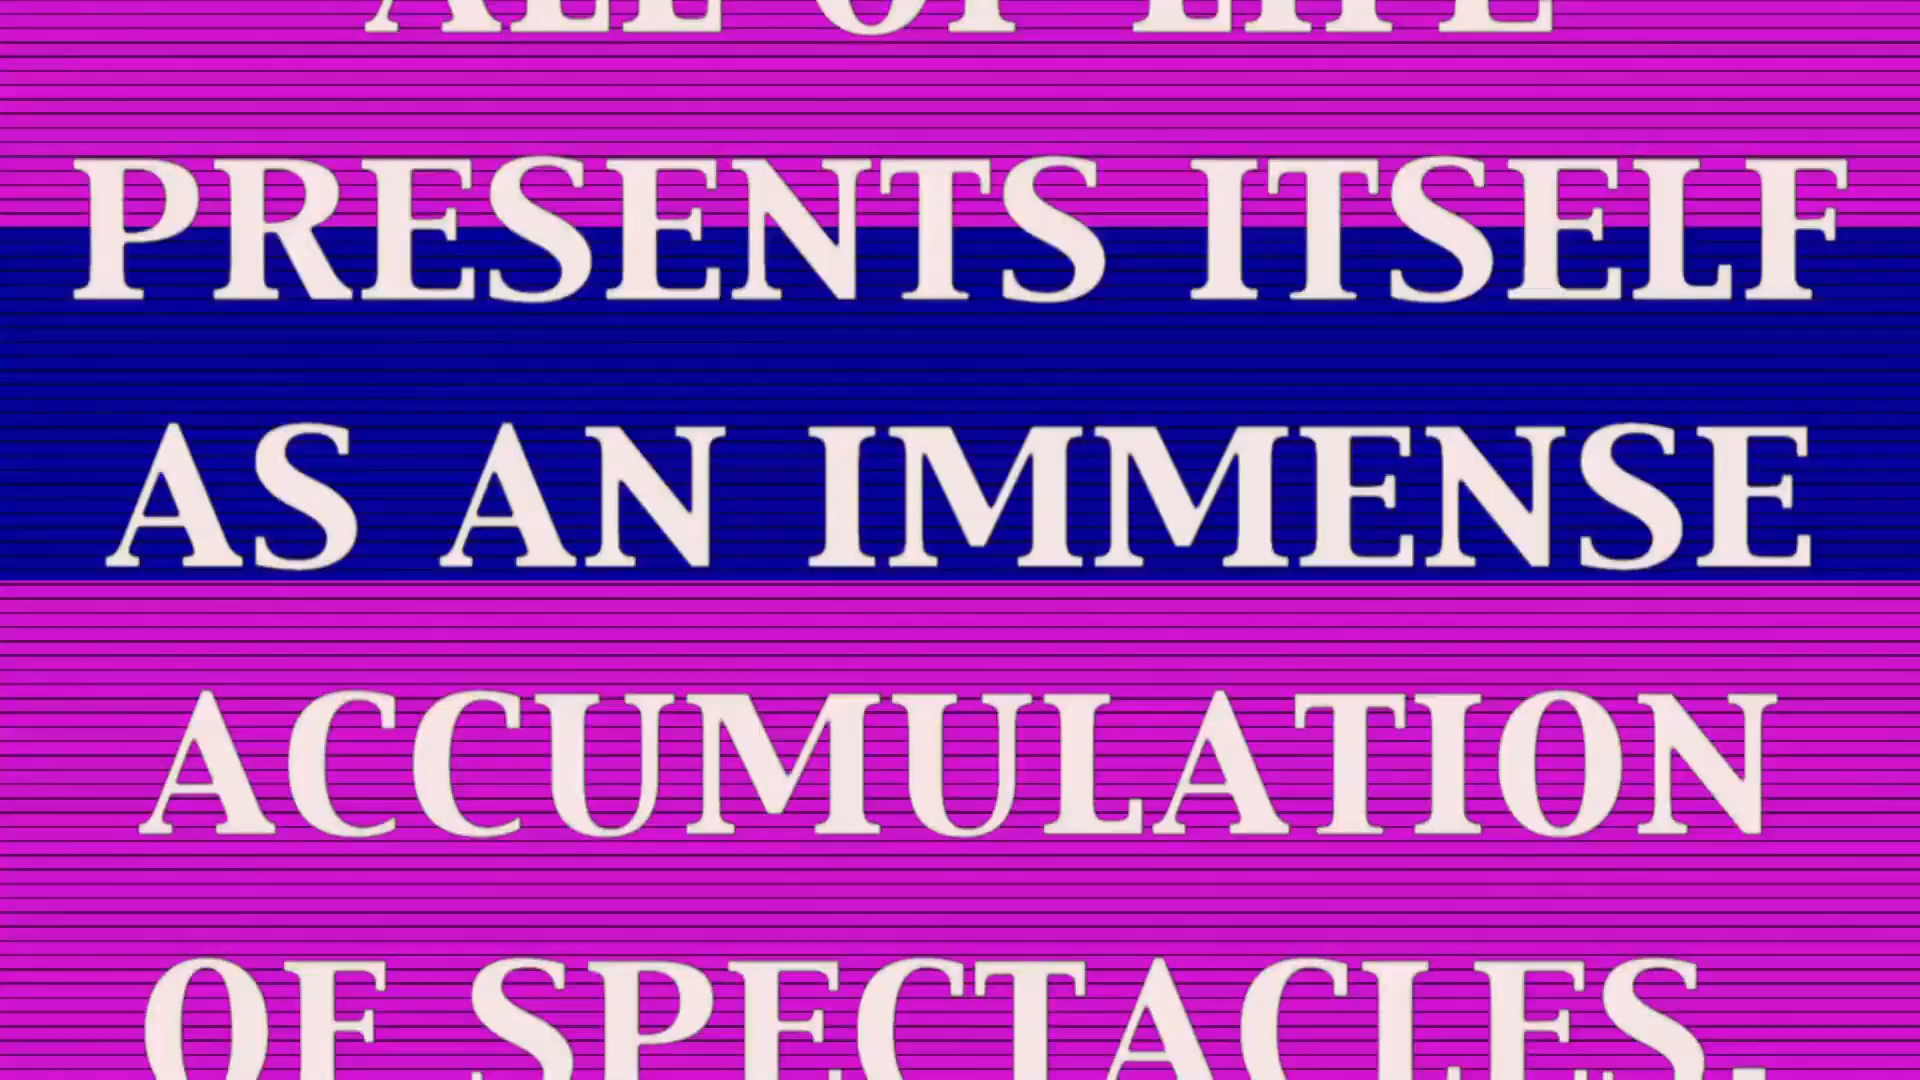 ALL OF LIFE
PRESENTS ITSELF
AS AN IMMENSE
ACCUMULATION
OF SPECTACLES.